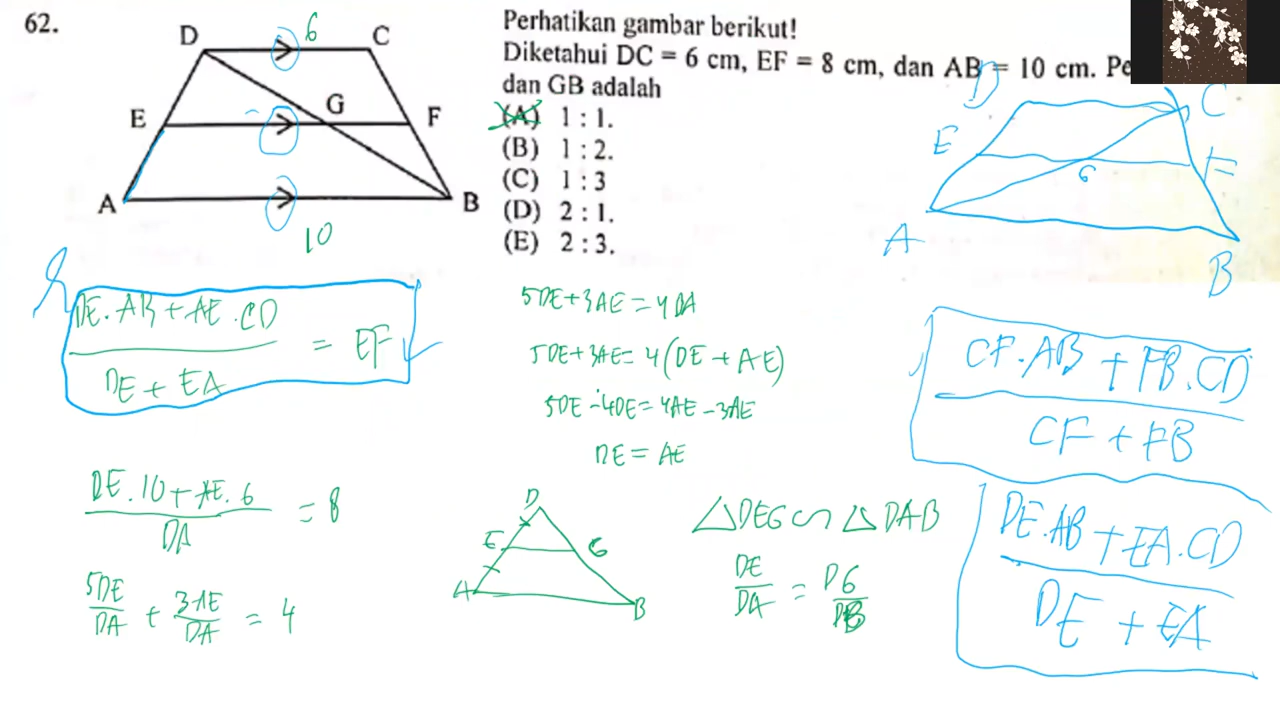 62.
D 6 C
E G F
A B
10
Perhatikan gambar berikut!
Diketahui DC = 6 cm, EF = 8 cm, dan AB = 10 cm.
dan GB adalah
(A) 1 : 1.
(B) 1 : 2.
(C) 1 : 3
(D) 2 : 1.
(E) 2 : 3.
D C
E G F
A B
DE.AB + AE.CD / DE + EA = EF
5DE + 3AE = 4DA
5DE + 3AE = 4(DE + AE)
5DE - 4DE = 4AE - 3AE
DE = AE
DE.10 + AE.6 / DA = 8
5DE/DA + 3AE/DA = 4
D
E G
A B
△DEG ∽ △DAB
DE/DA = DG/DB
CF.AB + FB.CD / CF + FB
DE.AB + EA.CD / DE + EA